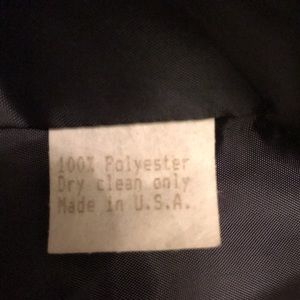 100% Polyester
Dry clean only
Made in U.S.A.